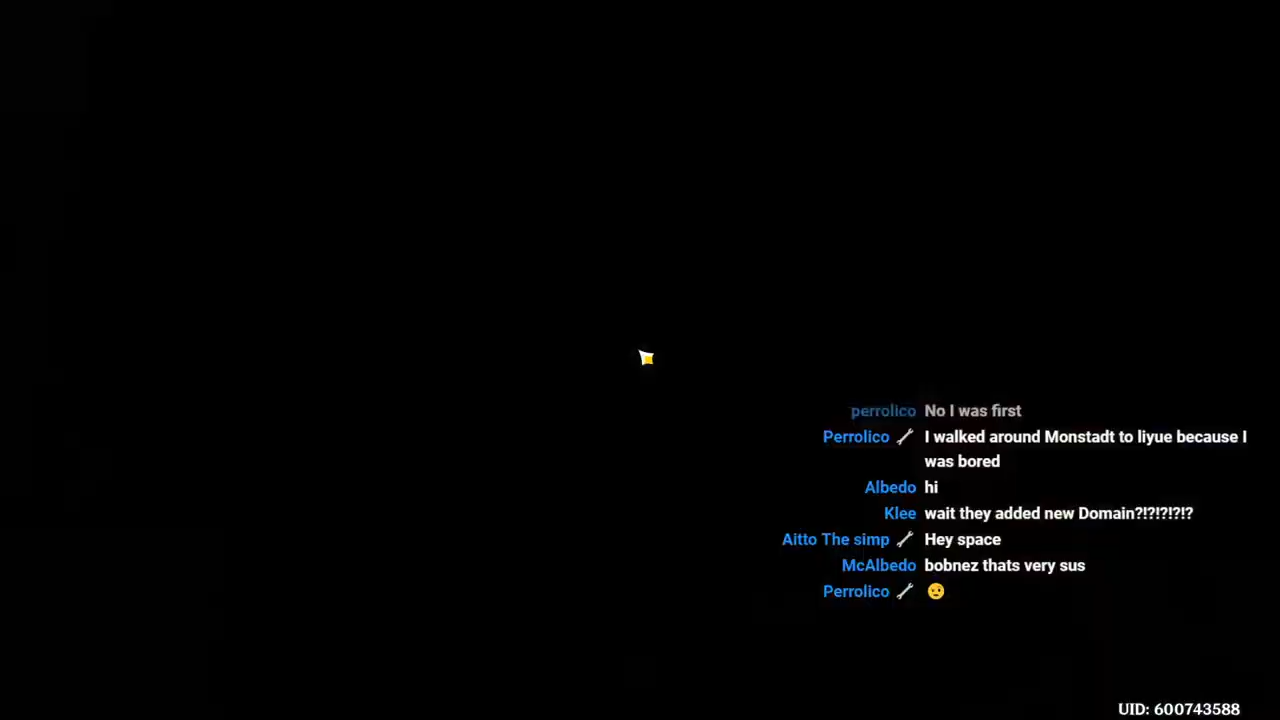 perrolico No I was first
Perrolico I walked around Monstadt to liyue because I
was bored
Albedo hi
Klee wait they added new Domain?!?!?!?!?
Aitto The simp Hey space
McAlbedo bobnez thats very sus
Perrolico
UID: 600743588